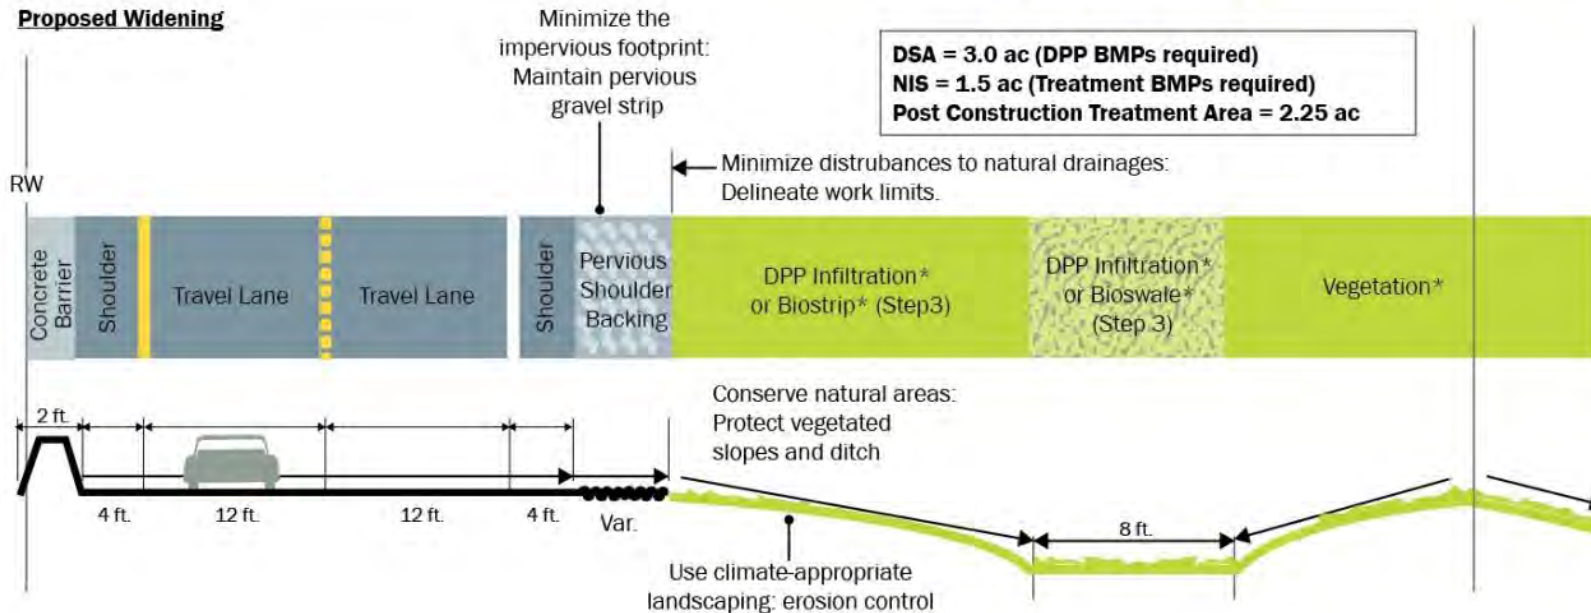 Proposed Widening
Minimize the
impervious footprint:
Maintain pervious
gravel strip
DSA = 3.0 ac (DPP BMPs required)
NIS = 1.5 ac (Treatment BMPs required)
Post Construction Treatment Area = 2.25 ac
Minimize distrubances to natural drainages:
Delineate work limits.
RW
Concrete
Barrier
Shoulder
Travel Lane
Travel Lane
Shoulder
Pervious
Shoulder
Backing
DPP Infiltration*
or Biostrip* (Step3)
DPP Infiltration*
or Bioswale*
(Step 3)
Vegetation*
Conserve natural areas:
Protect vegetated
slopes and ditch
2 ft.
4 ft.
12 ft.
12 ft.
4 ft.
Var.
8 ft.
Use climate-appropriate
landscaping: erosion control